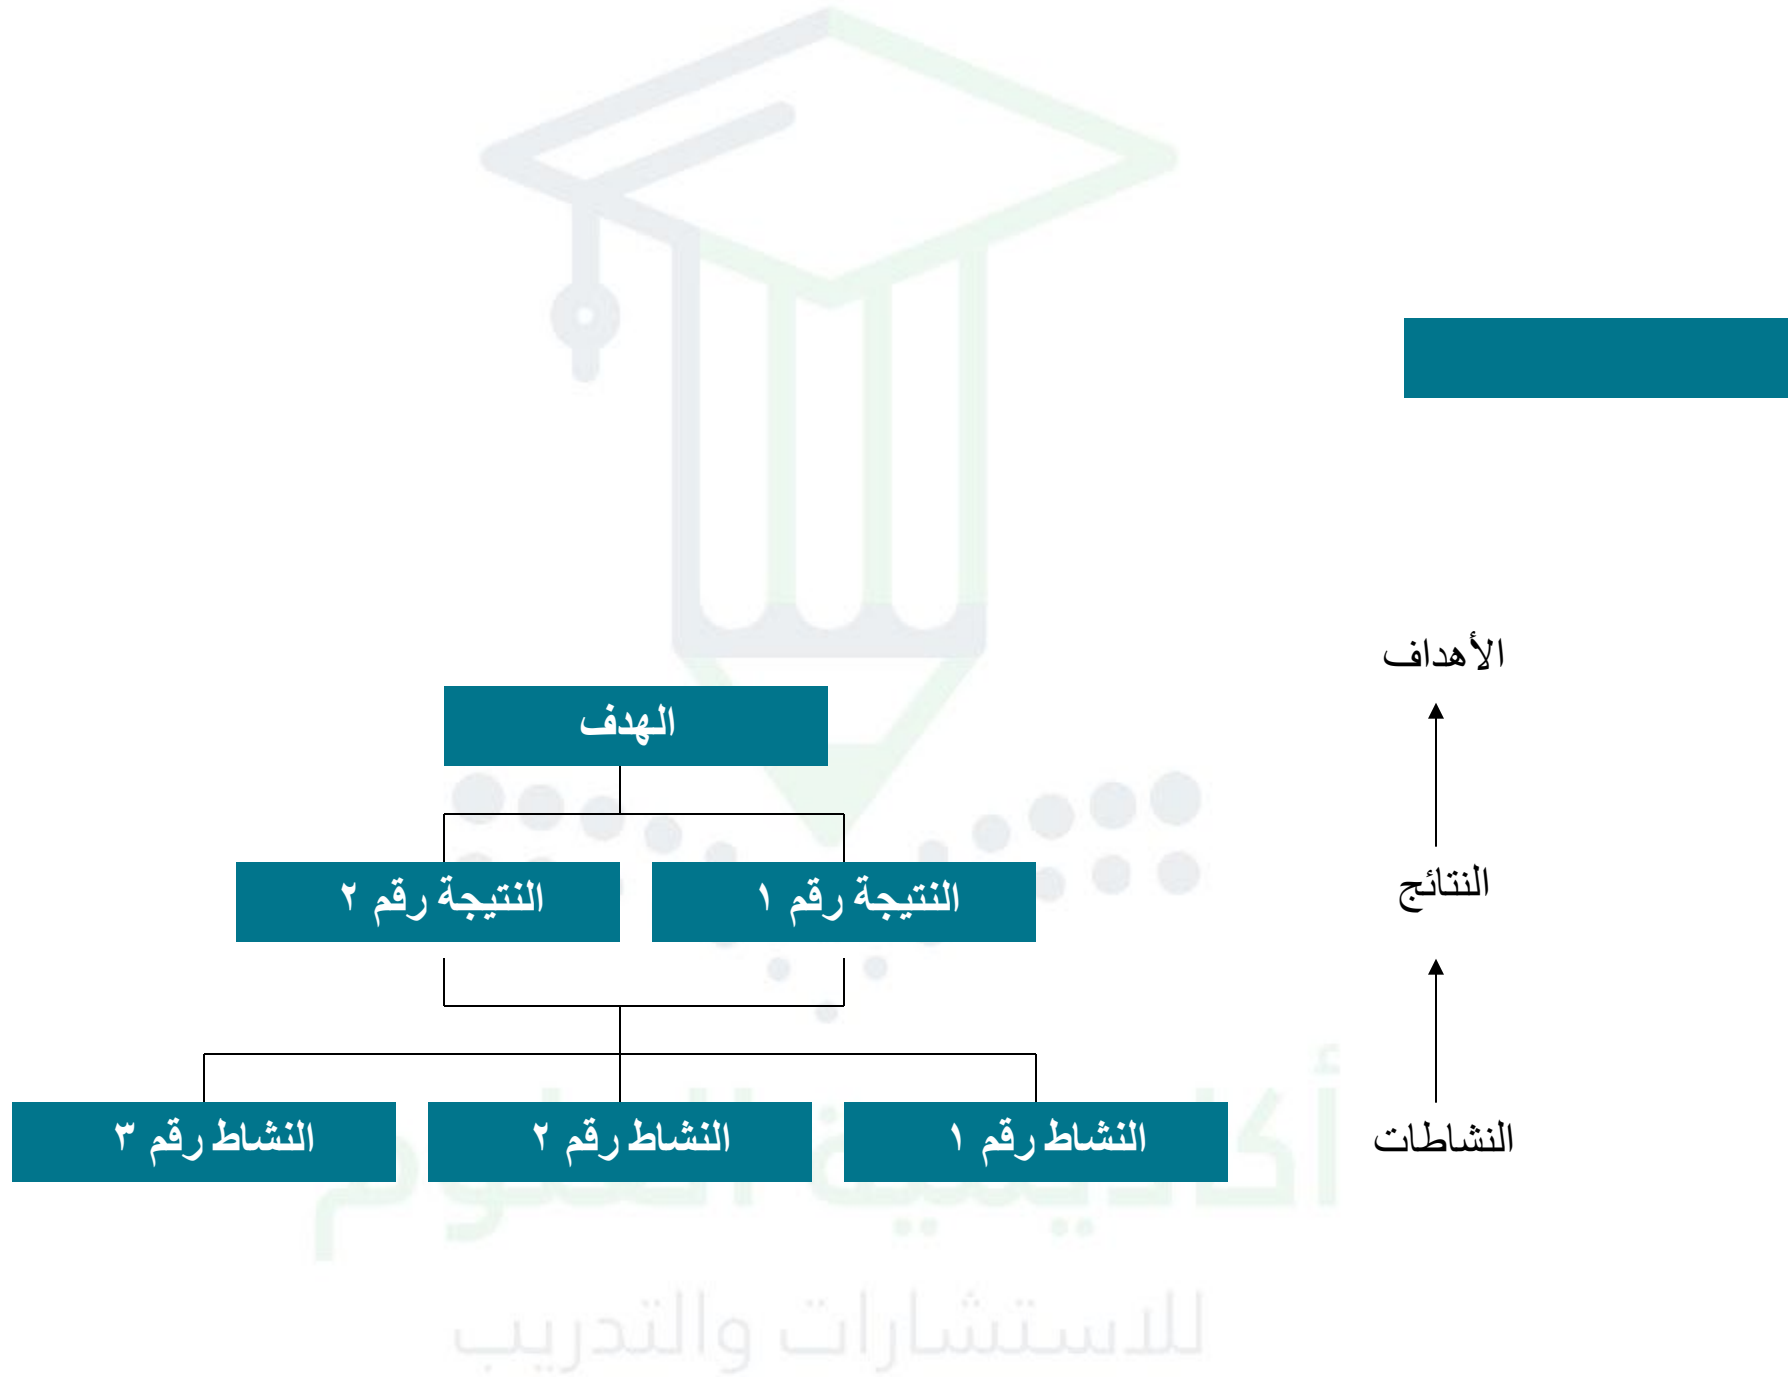 الأهداف
الهدف
النتائج
النتيجة رقم ١
النتيجة رقم ٢
النشاطات
النشاط رقم ١
النشاط رقم ٢
النشاط رقم ٣
أكاديمية العلوم
للاستشارات والتدريب